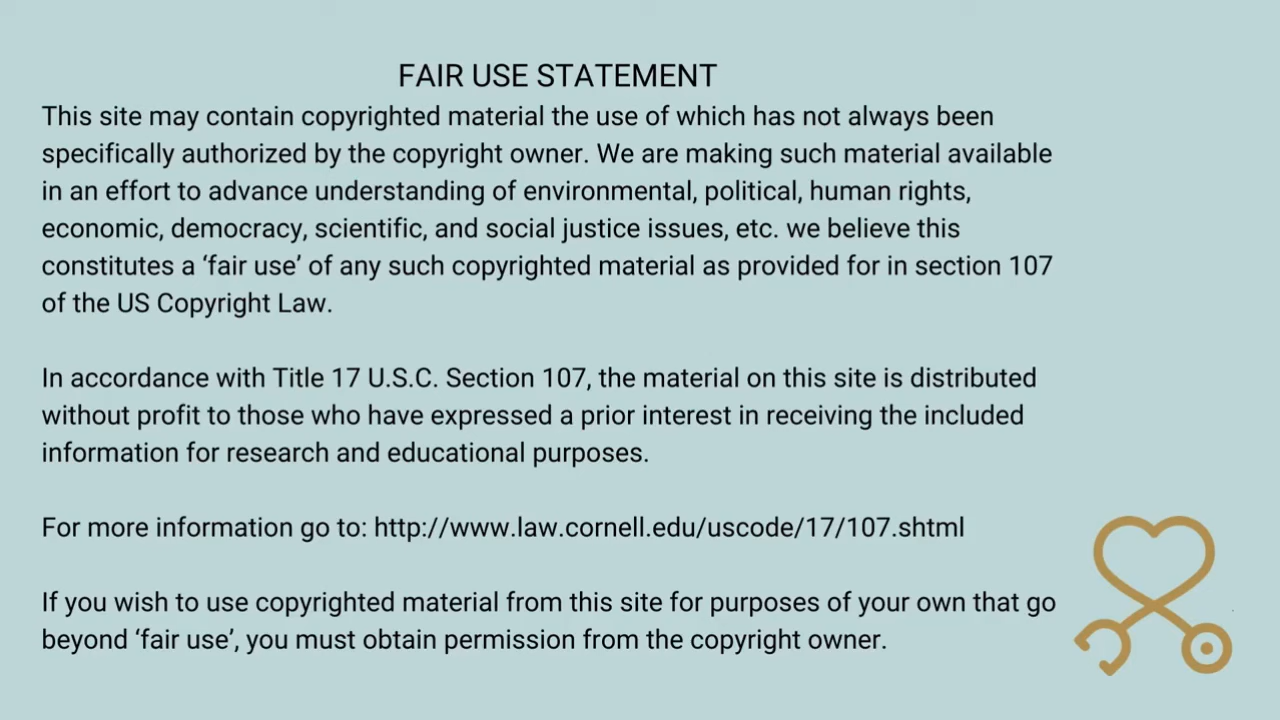 FAIR USE STATEMENT
This site may contain copyrighted material the use of which has not always been
specifically authorized by the copyright owner. We are making such material available
in an effort to advance understanding of environmental, political, human rights,
economic, democracy, scientific, and social justice issues, etc. we believe this
constitutes a ‘fair use’ of any such copyrighted material as provided for in section 107
of the US Copyright Law.
In accordance with Title 17 U.S.C. Section 107, the material on this site is distributed
without profit to those who have expressed a prior interest in receiving the included
information for research and educational purposes.
For more information go to: http://www.law.cornell.edu/uscode/17/107.shtml
If you wish to use copyrighted material from this site for purposes of your own that go
beyond ‘fair use’, you must obtain permission from the copyright owner.